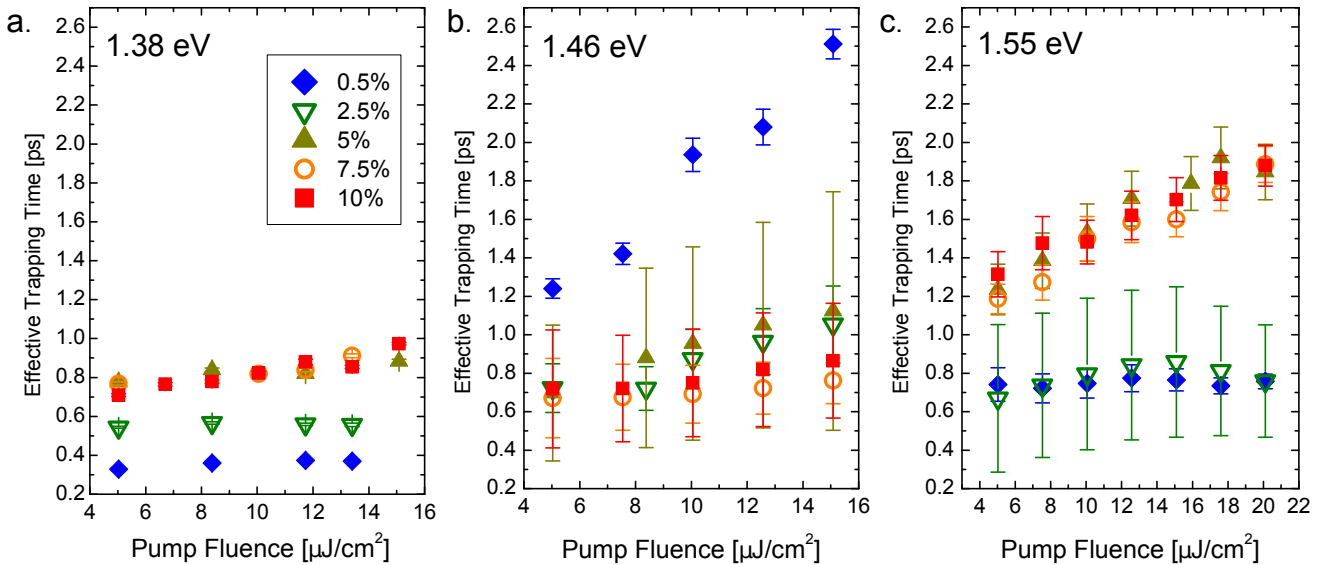 a.
1.38 eV
0.5%
2.5%
5%
7.5%
10%
Effective Trapping Time [ps]
2.6
2.4
2.2
2.0
1.8
1.6
1.4
1.2
1.0
0.8
0.6
0.4
0.2
4 6 8 10 12 14 16
Pump Fluence [µJ/cm²]
b.
1.46 eV
Effective Trapping Time [ps]
2.6
2.4
2.2
2.0
1.8
1.6
1.4
1.2
1.0
0.8
0.6
0.4
0.2
4 6 8 10 12 14 16
Pump Fluence [µJ/cm²]
c.
1.55 eV
Effective Trapping Time [ps]
2.6
2.4
2.2
2.0
1.8
1.6
1.4
1.2
1.0
0.8
0.6
0.4
0.2
4 6 8 10 12 14 16 18 20 22
Pump Fluence [µJ/cm²]